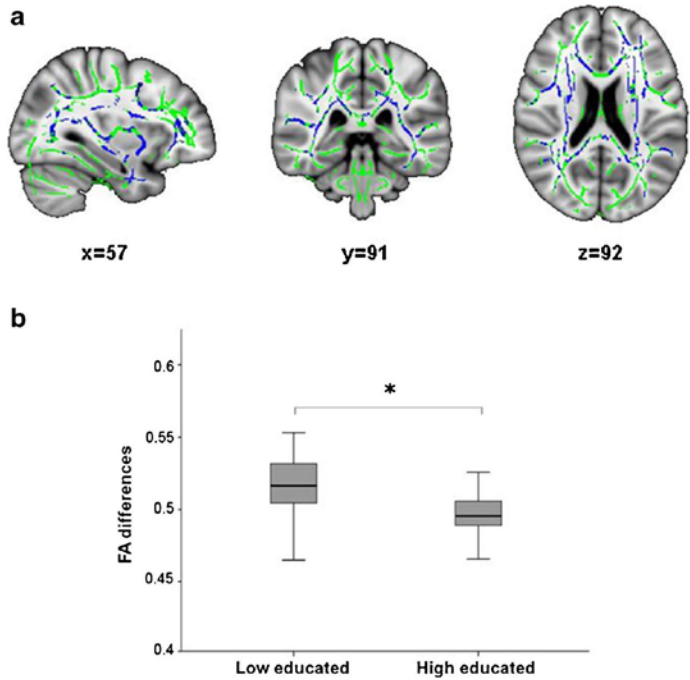 a
x=57
y=91
z=92
b
FA differences
0.6
0.55
0.5
0.45
0.4
*
Low educated
High educated